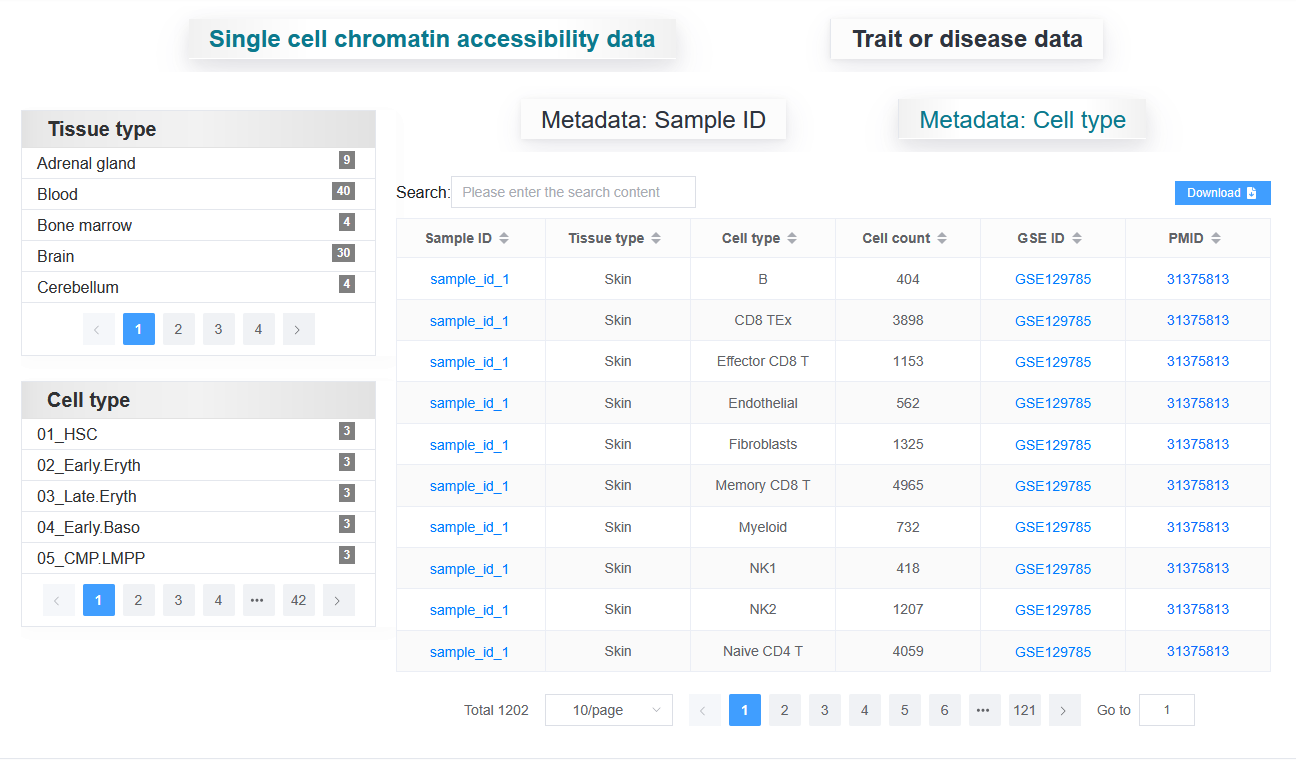 Single cell chromatin accessibility data
Trait or disease data
Metadata: Sample ID
Metadata: Cell type
Tissue type
Adrenal gland 9
Blood 40
Bone marrow 4
Brain 30
Cerebellum 4
1 2 3 4
Cell type
01_HSC 3
02_Early.Eryth 3
03_Late.Eryth 3
04_Early.Baso 3
05_CMP.LMPP 3
1 2 3 4 ••• 42
Search: Please enter the search content
Download
Sample ID Tissue type Cell type Cell count GSE ID PMID
sample_id_1 Skin B 404 GSE129785 31375813
sample_id_1 Skin CD8 TEx 3898 GSE129785 31375813
sample_id_1 Skin Effector CD8 T 1153 GSE129785 31375813
sample_id_1 Skin Endothelial 562 GSE129785 31375813
sample_id_1 Skin Fibroblasts 1325 GSE129785 31375813
sample_id_1 Skin Memory CD8 T 4965 GSE129785 31375813
sample_id_1 Skin Myeloid 732 GSE129785 31375813
sample_id_1 Skin NK1 418 GSE129785 31375813
sample_id_1 Skin NK2 1207 GSE129785 31375813
sample_id_1 Skin Naive CD4 T 4059 GSE129785 31375813
Total 1202 10/page 1 2 3 4 5 6 ••• 121 Go to 1